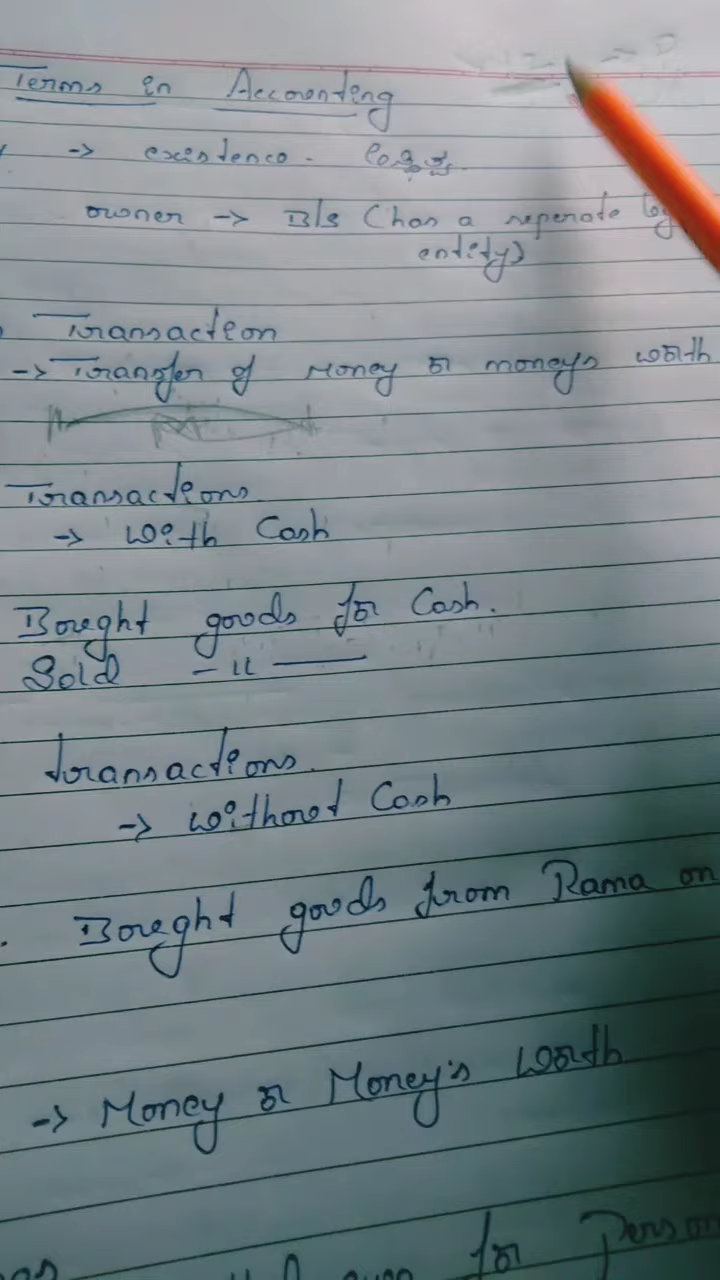 Terms in Accounting
-> existence.
owner -> B/s (has a seperate
entity)
Transaction
-> Transfer of Money or moneys worth
Transactions
-> with Cash
Bought goods for Cash.
Sold — " —
transactions.
-> without Cash
Bought goods from Rama on
-> Money or Money's worth
for Person